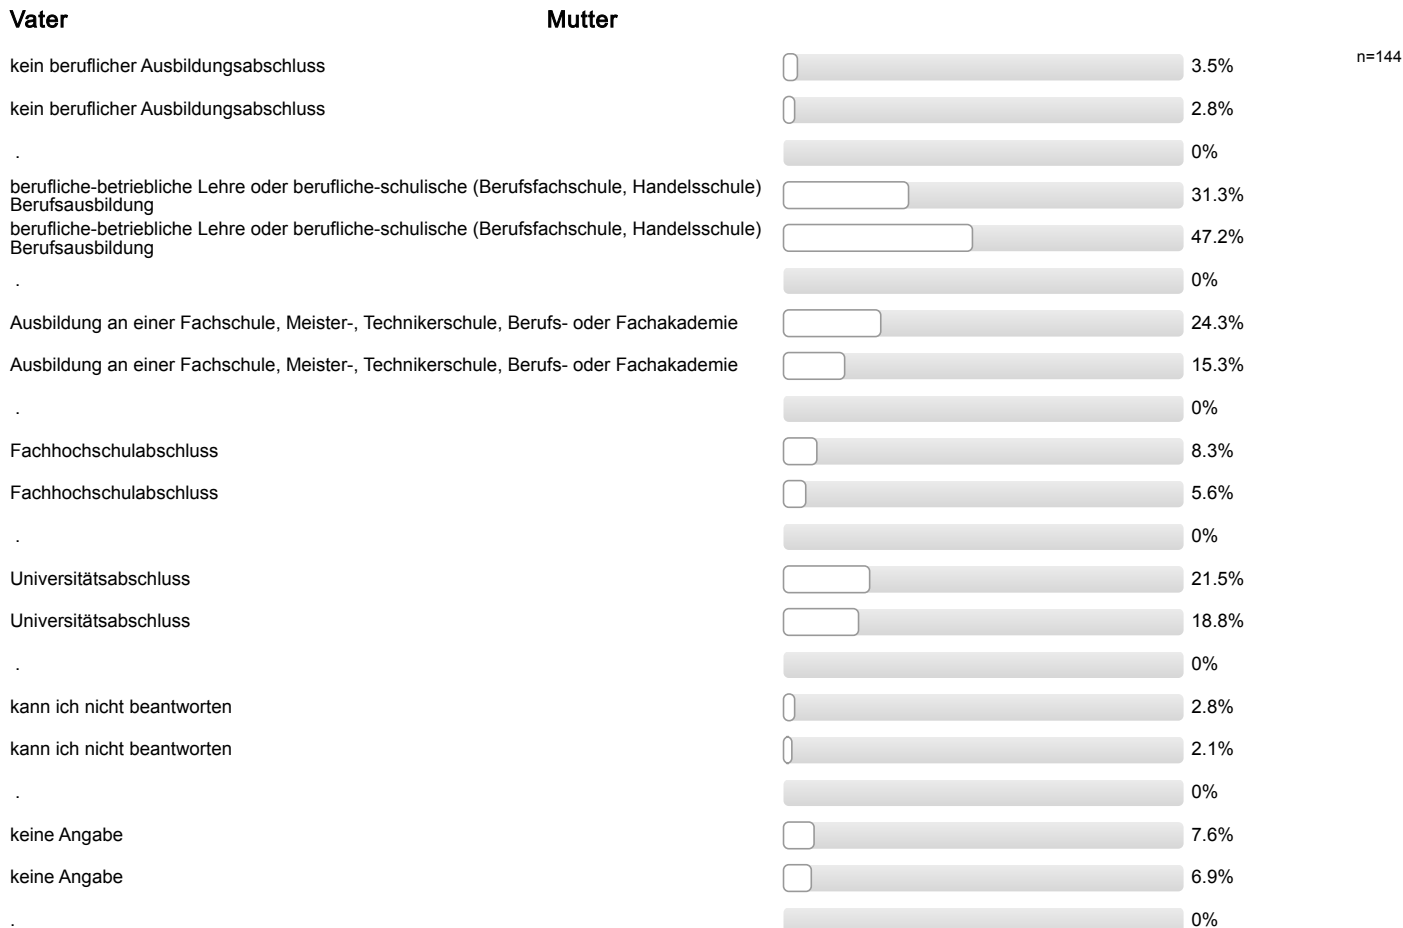 Vater Mutter
kein beruflicher Ausbildungsabschluss 3.5% n=144
kein beruflicher Ausbildungsabschluss 2.8%
. 0%
berufliche-betriebliche Lehre oder berufliche-schulische (Berufsfachschule, Handelsschule)
Berufsausbildung 31.3%
berufliche-betriebliche Lehre oder berufliche-schulische (Berufsfachschule, Handelsschule)
Berufsausbildung 47.2%
. 0%
Ausbildung an einer Fachschule, Meister-, Technikerschule, Berufs- oder Fachakademie 24.3%
Ausbildung an einer Fachschule, Meister-, Technikerschule, Berufs- oder Fachakademie 15.3%
. 0%
Fachhochschulabschluss 8.3%
Fachhochschulabschluss 5.6%
. 0%
Universitätsabschluss 21.5%
Universitätsabschluss 18.8%
. 0%
kann ich nicht beantworten 2.8%
kann ich nicht beantworten 2.1%
. 0%
keine Angabe 7.6%
keine Angabe 6.9%
. 0%